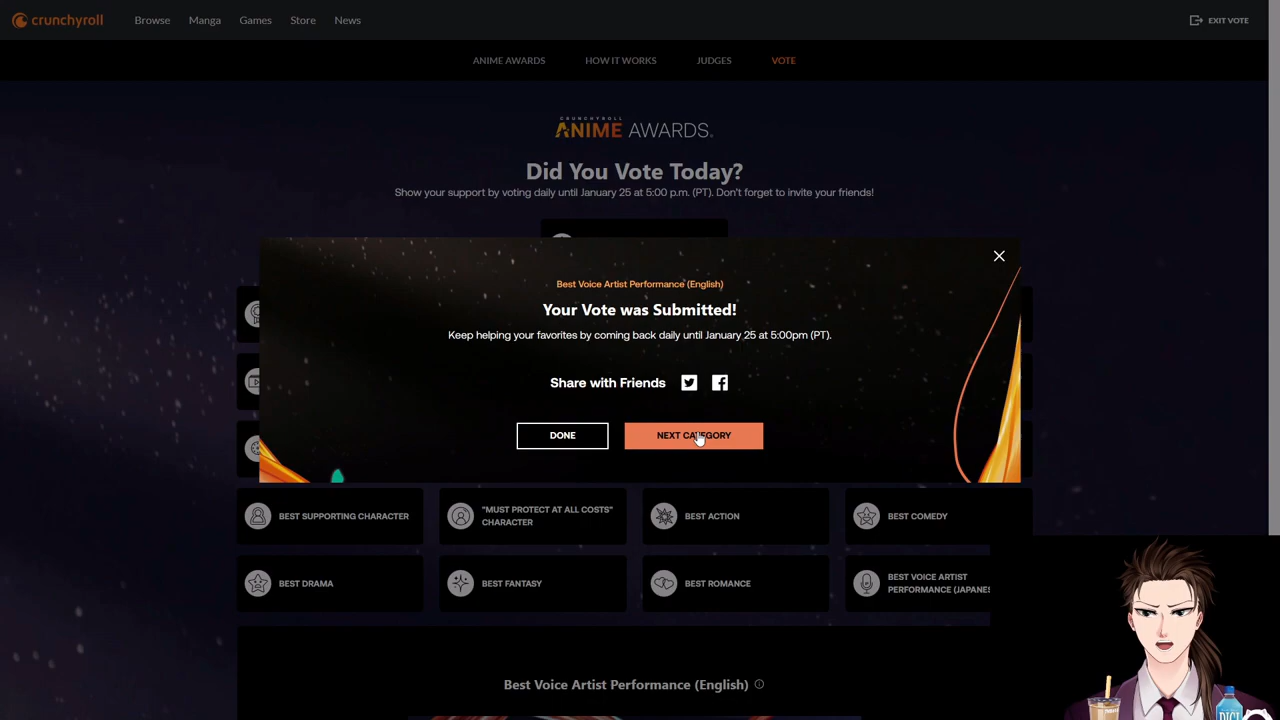 crunchyroll
Browse
Manga
Games
Store
News
EXIT VOTE
ANIME AWARDS
HOW IT WORKS
JUDGES
VOTE
CRUNCHYROLL
ANIME AWARDS
Did You Vote Today?
Show your support by voting daily until January 25 at 5:00 p.m. (PT). Don't forget to invite your friends!
Best Voice Artist Performance (English)
Your Vote was Submitted!
Keep helping your favorites by coming back daily until January 25 at 5:00pm (PT).
Share with Friends
DONE
NEXT CATEGORY
BEST SUPPORTING CHARACTER
"MUST PROTECT AT ALL COSTS"
CHARACTER
BEST ACTION
BEST COMEDY
BEST DRAMA
BEST FANTASY
BEST ROMANCE
BEST VOICE ARTIST
PERFORMANCE (JAPANES
Best Voice Artist Performance (English)